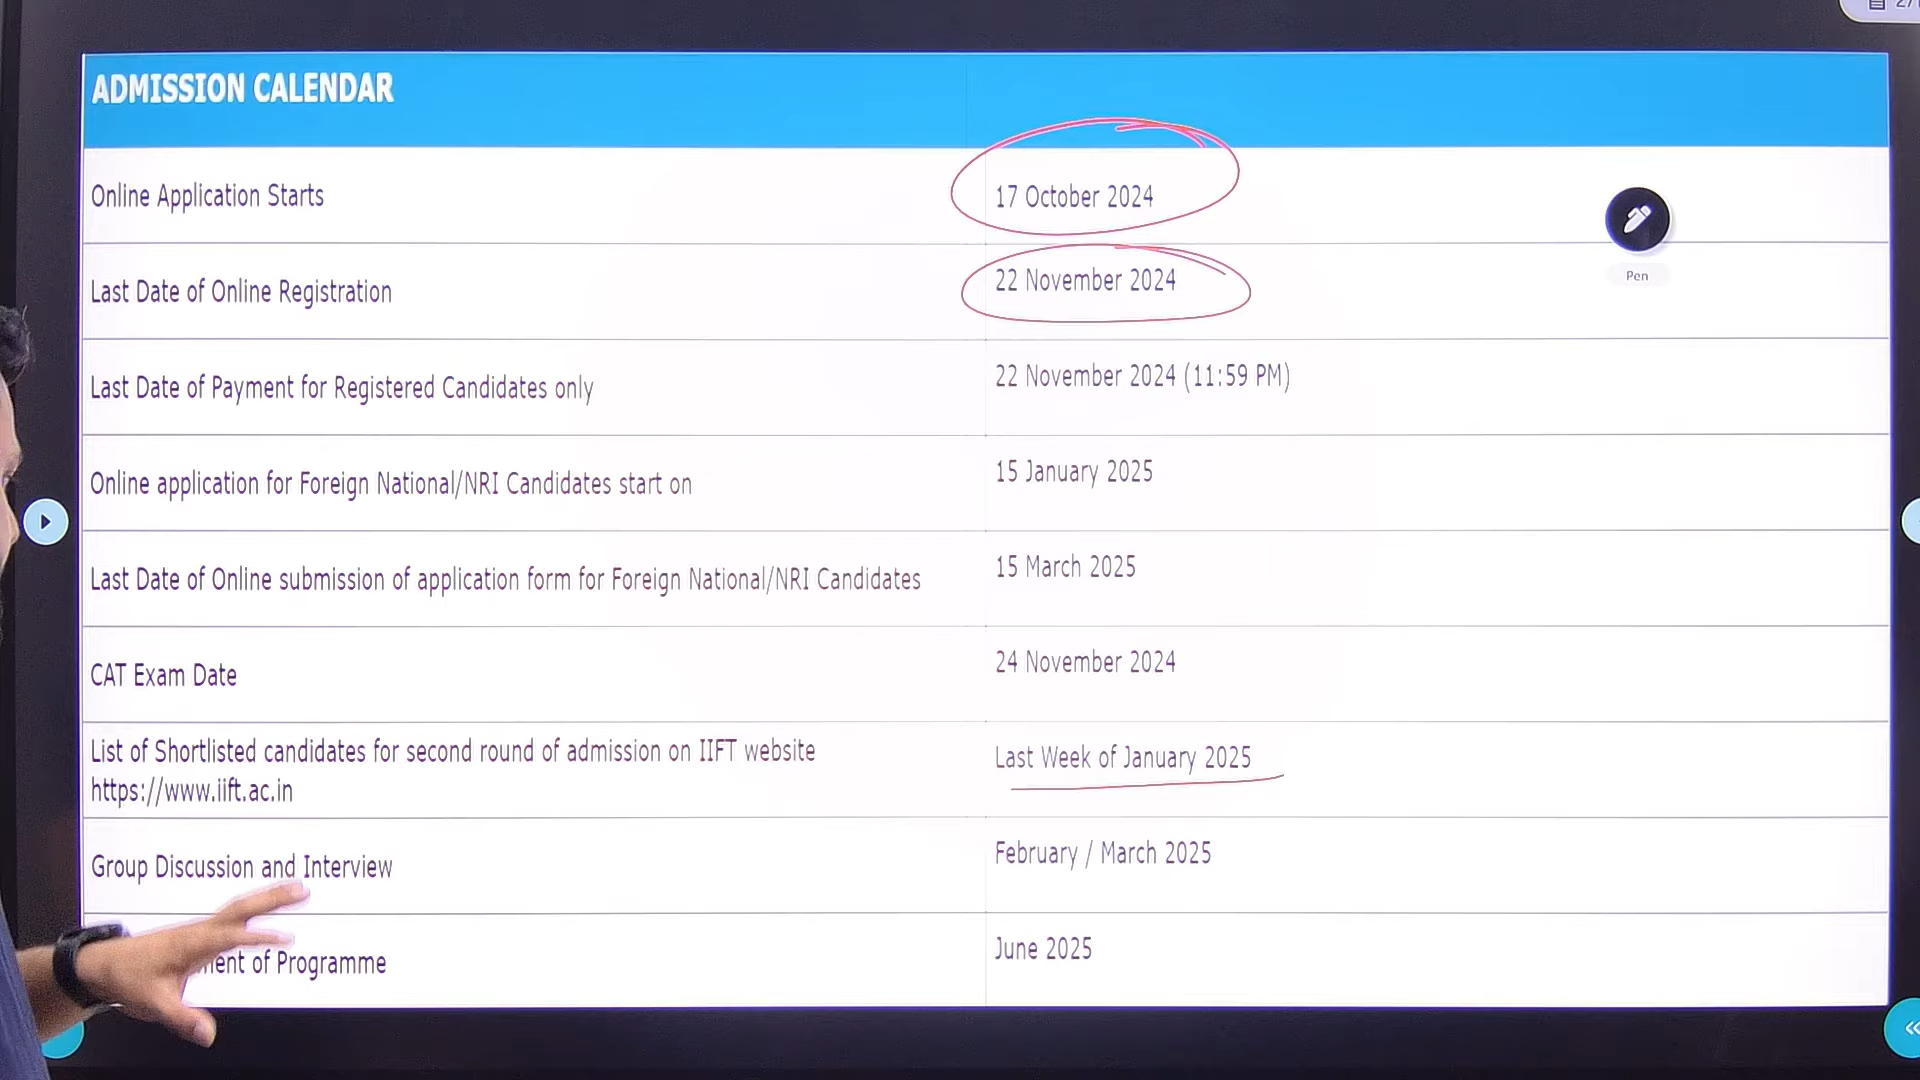 ADMISSION CALENDAR
Online Application Starts 17 October 2024
Pen
Last Date of Online Registration 22 November 2024
Last Date of Payment for Registered Candidates only 22 November 2024 (11:59 PM)
Online application for Foreign National/NRI Candidates start on 15 January 2025
Last Date of Online submission of application form for Foreign National/NRI Candidates 15 March 2025
CAT Exam Date 24 November 2024
List of Shortlisted candidates for second round of admission on IIFT website Last Week of January 2025
https://www.iift.ac.in
Group Discussion and Interview February / March 2025
of Programme June 2025